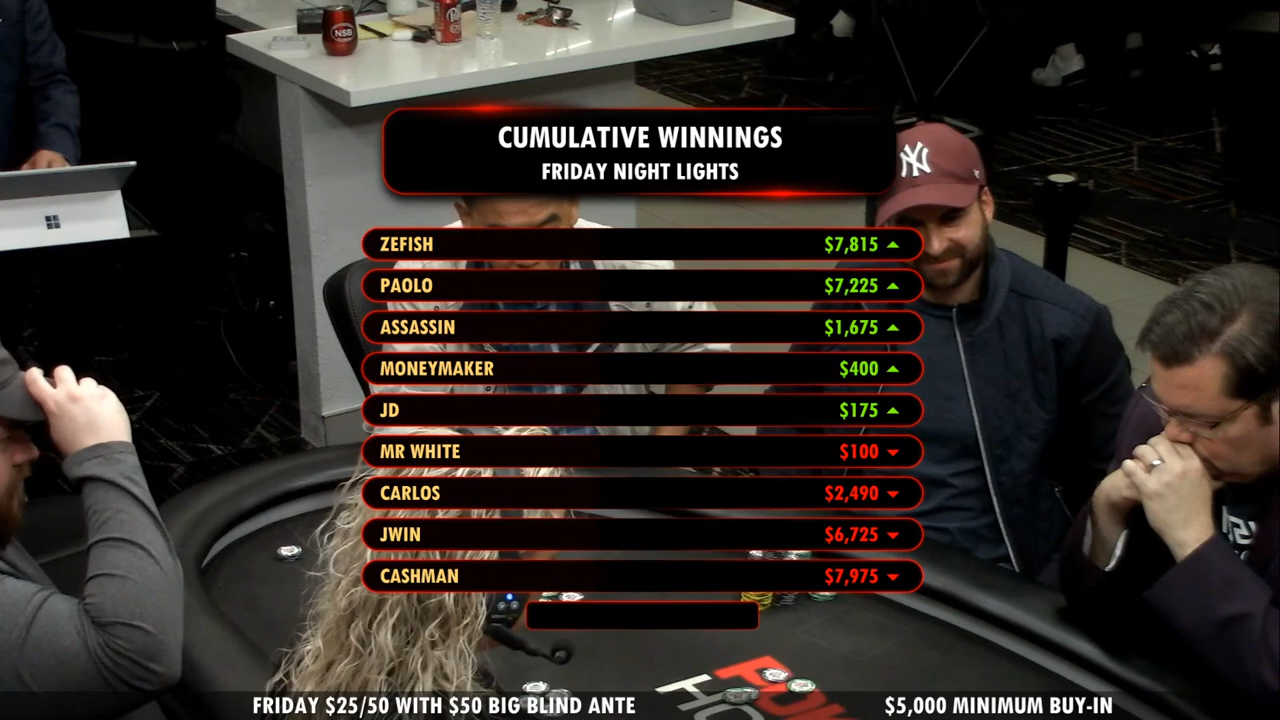 NSB
CUMULATIVE WINNINGS
FRIDAY NIGHT LIGHTS
NY
ZEFISH $7,815
PAOLO $7,225
ASSASSIN $1,675
MONEYMAKER $400
JD $175
MR WHITE $100
CARLOS $2,490
JWIN $6,725
CASHMAN $7,975
FRIDAY $25/50 WITH $50 BIG BLIND ANTE $5,000 MINIMUM BUY-IN